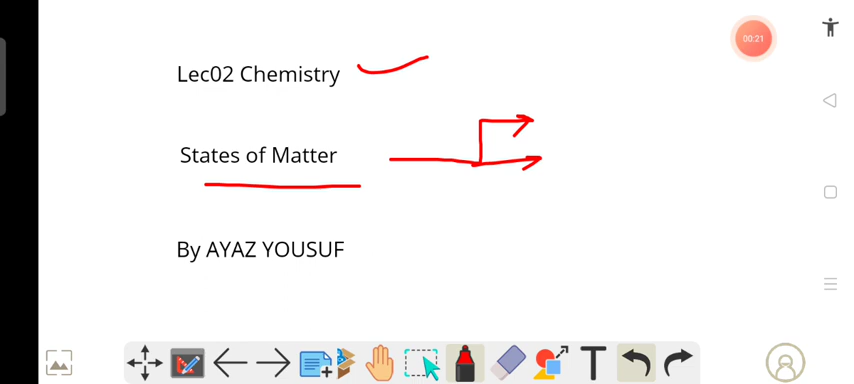 00:21
Lec02 Chemistry
States of Matter
By AYAZ YOUSUF
T